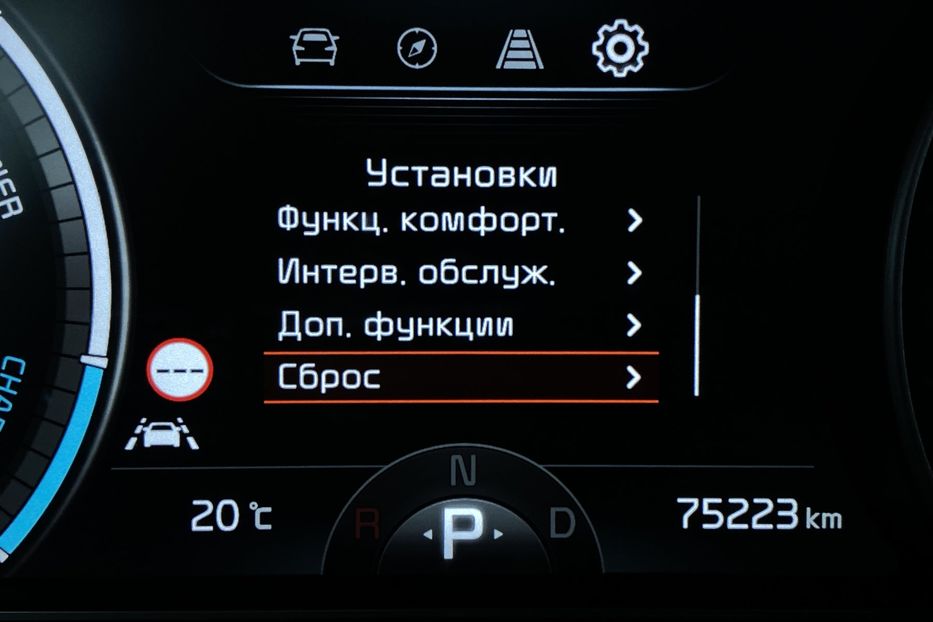 Установки
Функц. комфорт.
Интерв. обслуж.
Доп. функции
Сброс
N
R P D
20 °C
75223 km